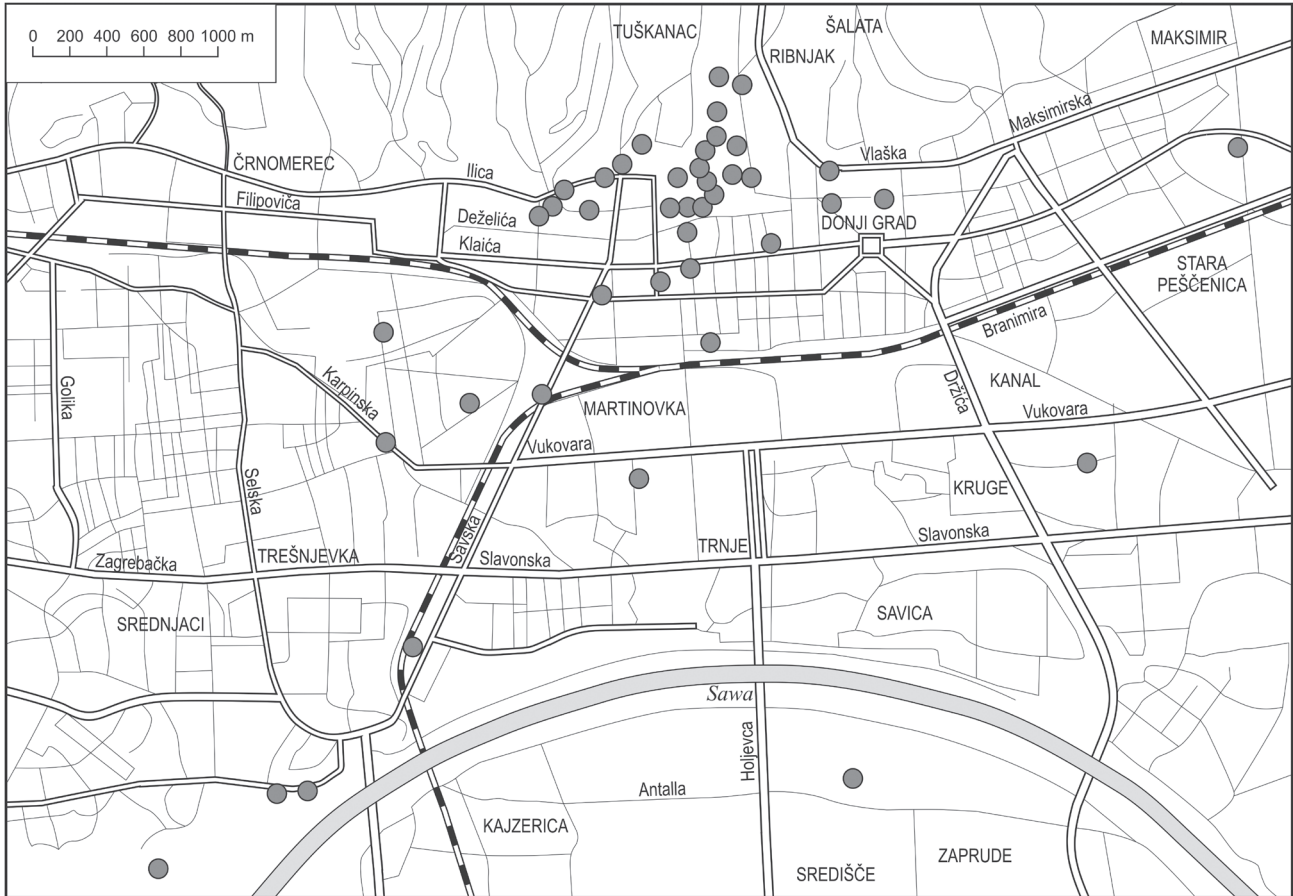 0 200 400 600 800 1000 m
TUŠKANAC
ŠALATA
RIBNJAK
MAKSIMIR
Maksimirska
Vlaška
ČRNOMEREC
Ilica
Filipoviča
Deželića
Klaića
DONJI GRAD
STARA
PEŠČENICA
Branimira
Golika
Karpinska
MARTINOVKA
Držića
KANAL
Vukovara
Vukovara
Selska
KRUGE
Savska
Zagrebačka
TREŠNJEVKA
Slavonska
TRNJE
Slavonska
SREDNJACI
SAVICA
Sawa
Holjevca
Antalla
KAJZERICA
SREDIŠČE
ZAPRUDE